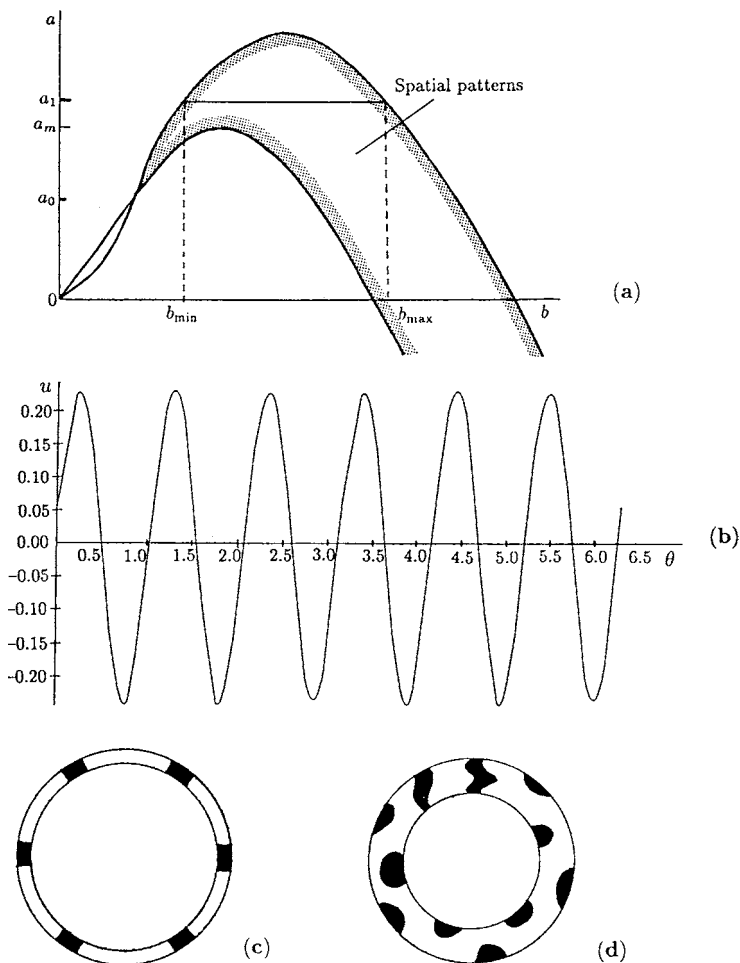 a
a₁
Spatial patterns
aₘ
a₀
0
b_min
b_max
b
(a)
u
0.20
0.15
0.10
0.05
(b)
0.00
0.5 1.0 1.5 2.0 2.5 3.0 3.5 4.0 4.5 5.0 5.5 6.0 6.5 θ
−0.05
−0.10
−0.15
−0.20
(c)
(d)